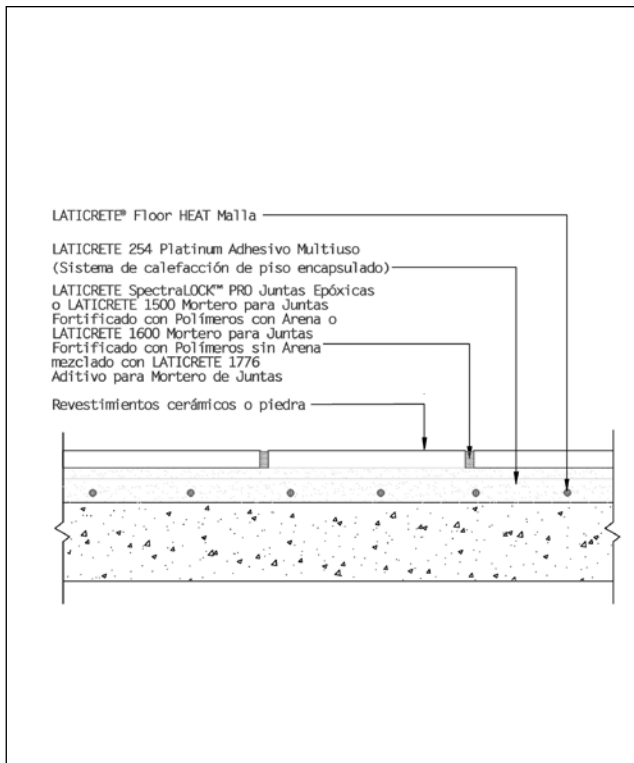 LATICRETE® Floor HEAT Malla
LATICRETE 254 Platinum Adhesivo Multiuso
(Sistema de calefacción de piso encapsulado)
LATICRETE SpectraLOCK™ PRO Juntas Epóxicas
o LATICRETE 1500 Mortero para Juntas
Fortificado con Polímeros con Arena o
LATICRETE 1600 Mortero para Juntas
Fortificado con Polímeros sin Arena
mezclado con LATICRETE 1776
Aditivo para Mortero de Juntas
Revestimientos cerámicos o piedra